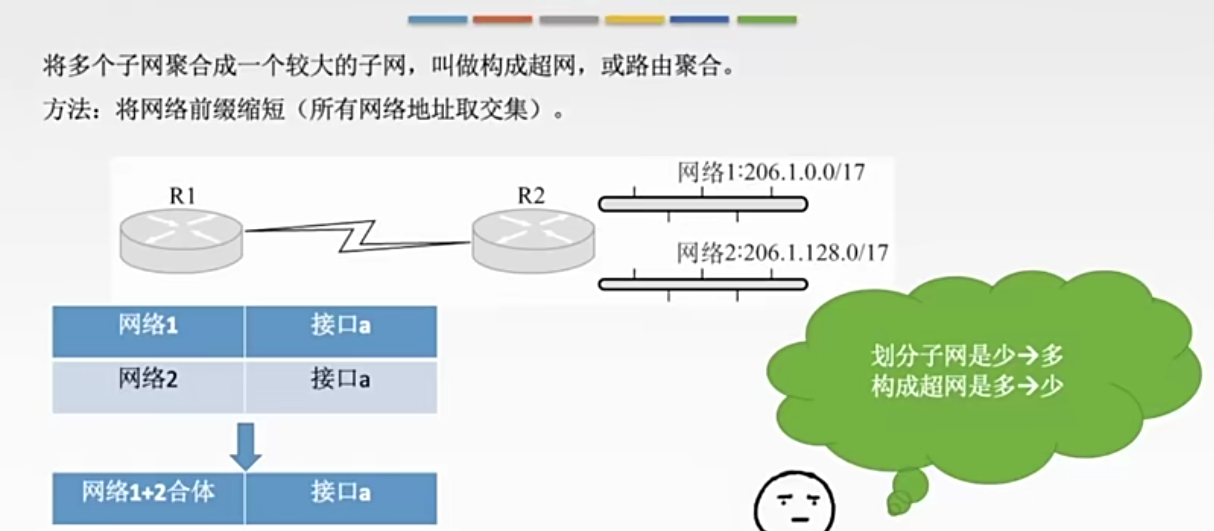 将多个子网聚合成一个较大的子网，叫做构成超网，或路由聚合。
方法：将网络前缀缩短（所有网络地址取交集）。
网络1:206.1.0.0/17
R1
R2
网络2:206.1.128.0/17
网络1 接口a
网络2 接口a
网络1+2合体 接口a
划分子网是少→多
构成超网是多→少